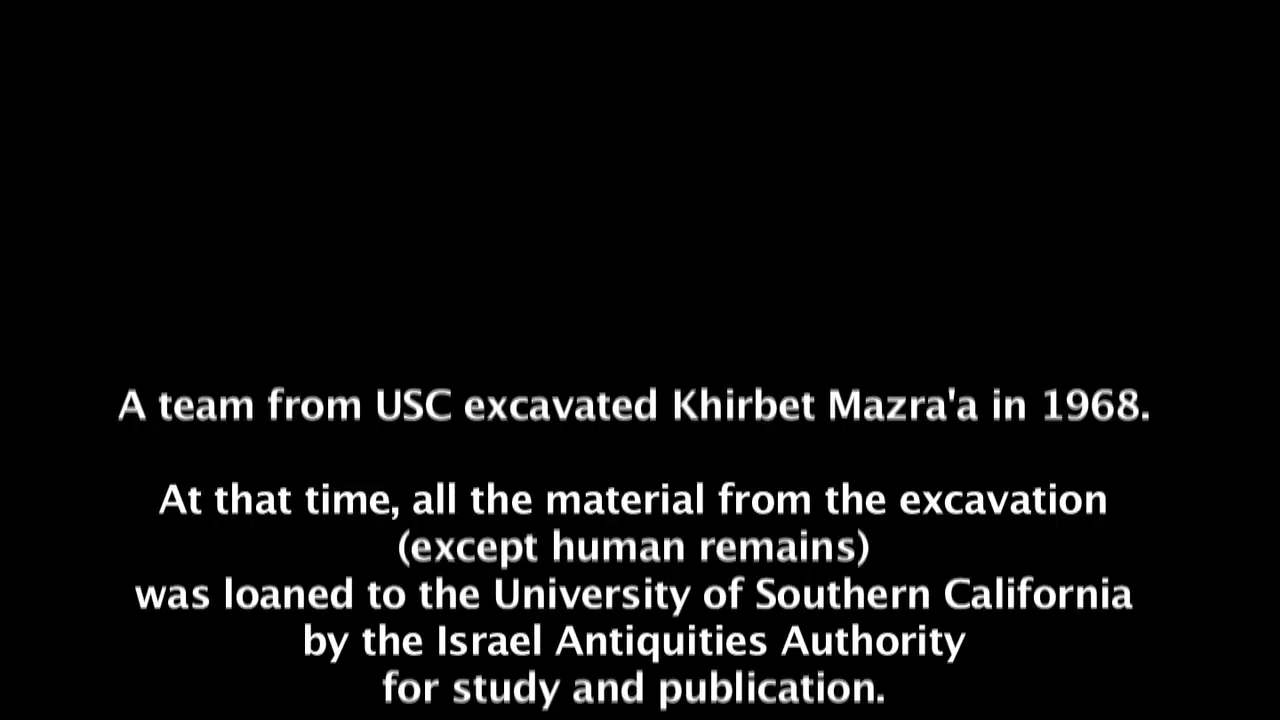 A team from USC excavated Khirbet Mazra'a in 1968.
At that time, all the material from the excavation
(except human remains)
was loaned to the University of Southern California
by the Israel Antiquities Authority
for study and publication.